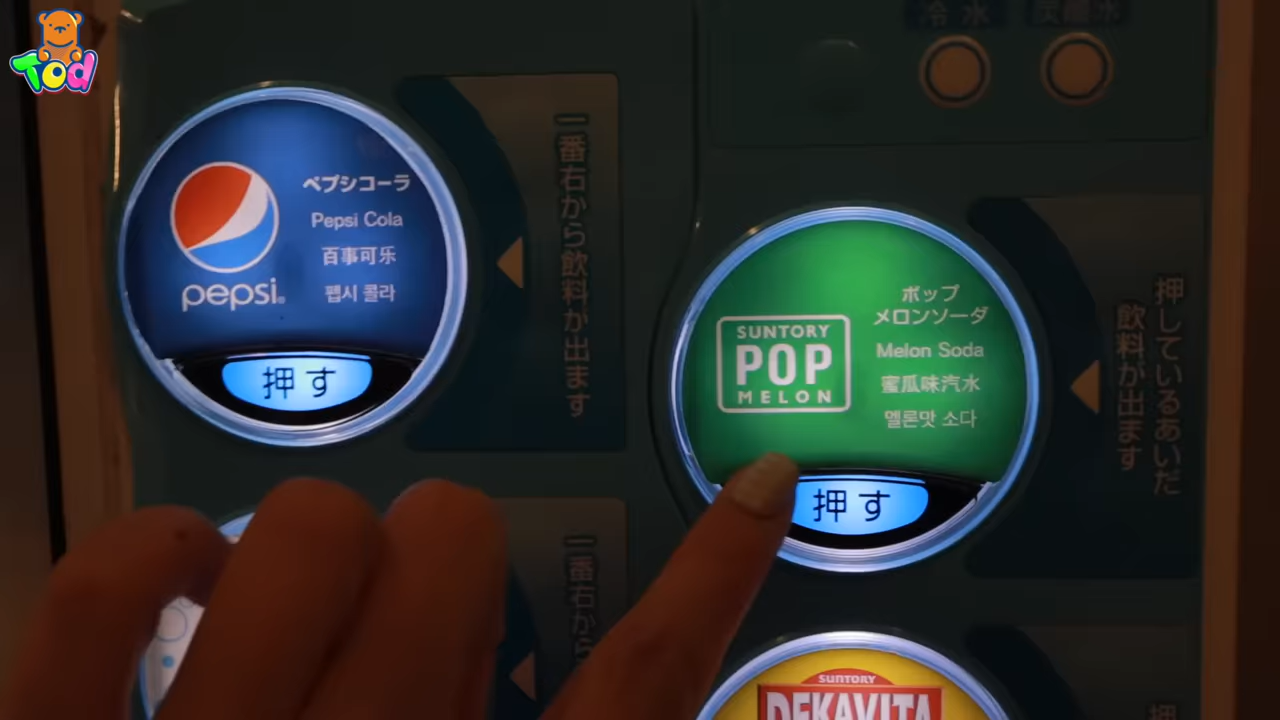 Tod
冷水
炭酸水
ペプシコーラ
Pepsi Cola
百事可乐
펩시 콜라
pepsi
押す
一番右から飲料が出ます
ポップ
メロンソーダ
Melon Soda
蜜瓜味汽水
멜론맛 소다
SUNTORY
POP
MELON
押す
押しているあいだ
飲料が出ます
一番右から
SUNTORY
DEKAVITA
押